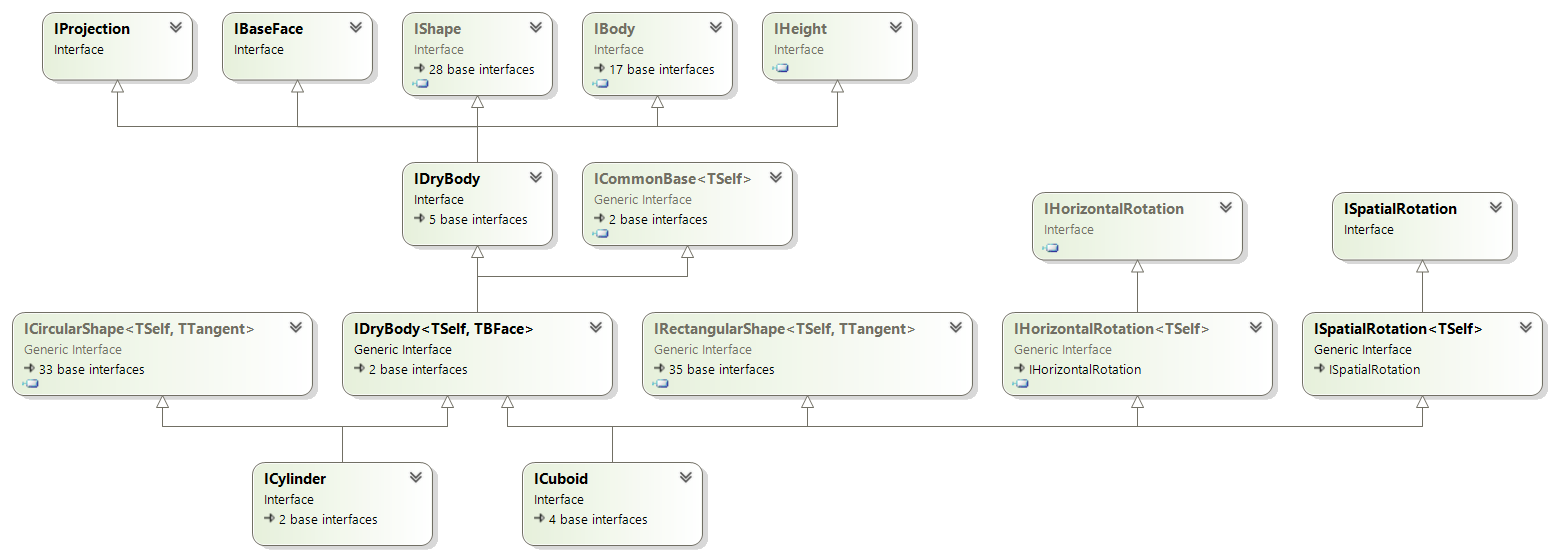 IProjection
Interface
IBaseFace
Interface
IShape
Interface
28 base interfaces
IBody
Interface
17 base interfaces
IHeight
Interface
IDryBody
Interface
5 base interfaces
ICommonBase<TSelf>
Generic Interface
2 base interfaces
IHorizontalRotation
Interface
ISpatialRotation
Interface
ICircularShape<TSelf, TTangent>
Generic Interface
33 base interfaces
IDryBody<TSelf, TBFace>
Generic Interface
2 base interfaces
IRectangularShape<TSelf, TTangent>
Generic Interface
35 base interfaces
IHorizontalRotation<TSelf>
Generic Interface
IHorizontalRotation
ISpatialRotation<TSelf>
Generic Interface
ISpatialRotation
ICylinder
Interface
2 base interfaces
ICuboid
Interface
4 base interfaces